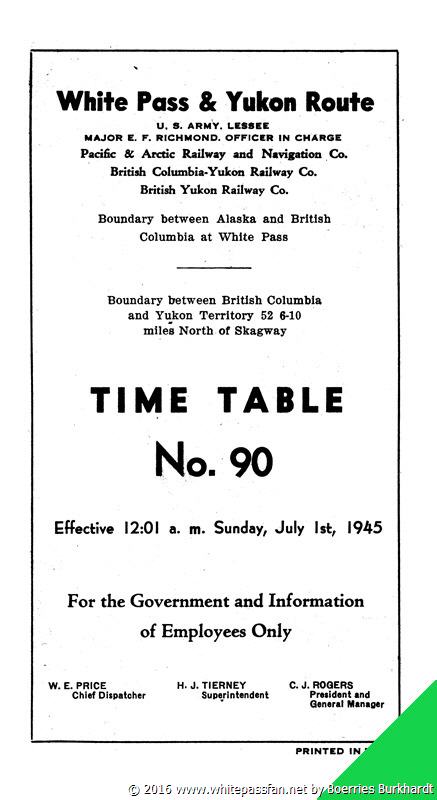 White Pass & Yukon Route
U. S. ARMY, LESSEE
MAJOR E. F. RICHMOND, OFFICER IN CHARGE
Pacific & Arctic Railway and Navigation Co.
British Columbia-Yukon Railway Co.
British Yukon Railway Co.
Boundary between Alaska and British
Columbia at White Pass
Boundary between British Columbia
and Yukon Territory 52 6-10
miles North of Skagway
TIME TABLE
No. 90
Effective 12:01 a. m. Sunday, July 1st, 1945
For the Government and Information
of Employees Only
W. E. PRICE
Chief Dispatcher
H. J. TIERNEY
Superintendent
C. J. ROGERS
President and
General Manager
PRINTED IN
© 2016 www.whitepassfan.net by Boerries Burkhardt